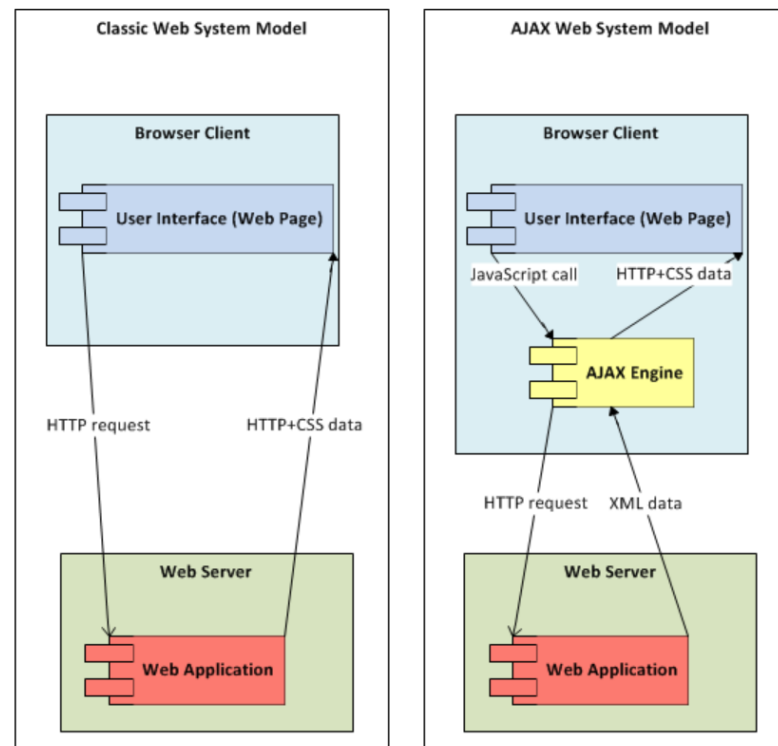 Classic Web System Model
Browser Client
User Interface (Web Page)
HTTP request
HTTP+CSS data
Web Server
Web Application
AJAX Web System Model
Browser Client
User Interface (Web Page)
JavaScript call
HTTP+CSS data
AJAX Engine
HTTP request
XML data
Web Server
Web Application